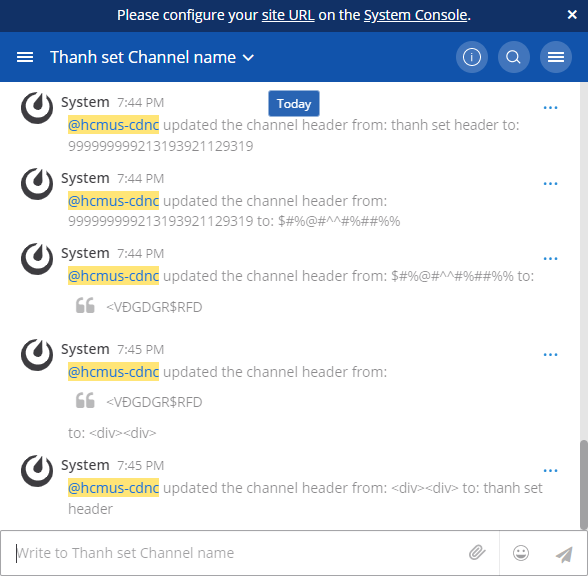 Please configure your site URL on the System Console. ×
Thanh set Channel name
Today
System 7:44 PM
@hcmus-cdnc updated the channel header from: thanh set header to:
999999999213193921129319
System 7:44 PM
@hcmus-cdnc updated the channel header from:
999999999213193921129319 to: $#%@#^^#%##%%
System 7:44 PM
@hcmus-cdnc updated the channel header from: $#%@#^^#%##%% to:
<VĐGDGR$RFD
System 7:45 PM
@hcmus-cdnc updated the channel header from:
<VĐGDGR$RFD
to: <div><div>
System 7:45 PM
@hcmus-cdnc updated the channel header from: <div><div> to: thanh set
header
Write to Thanh set Channel name